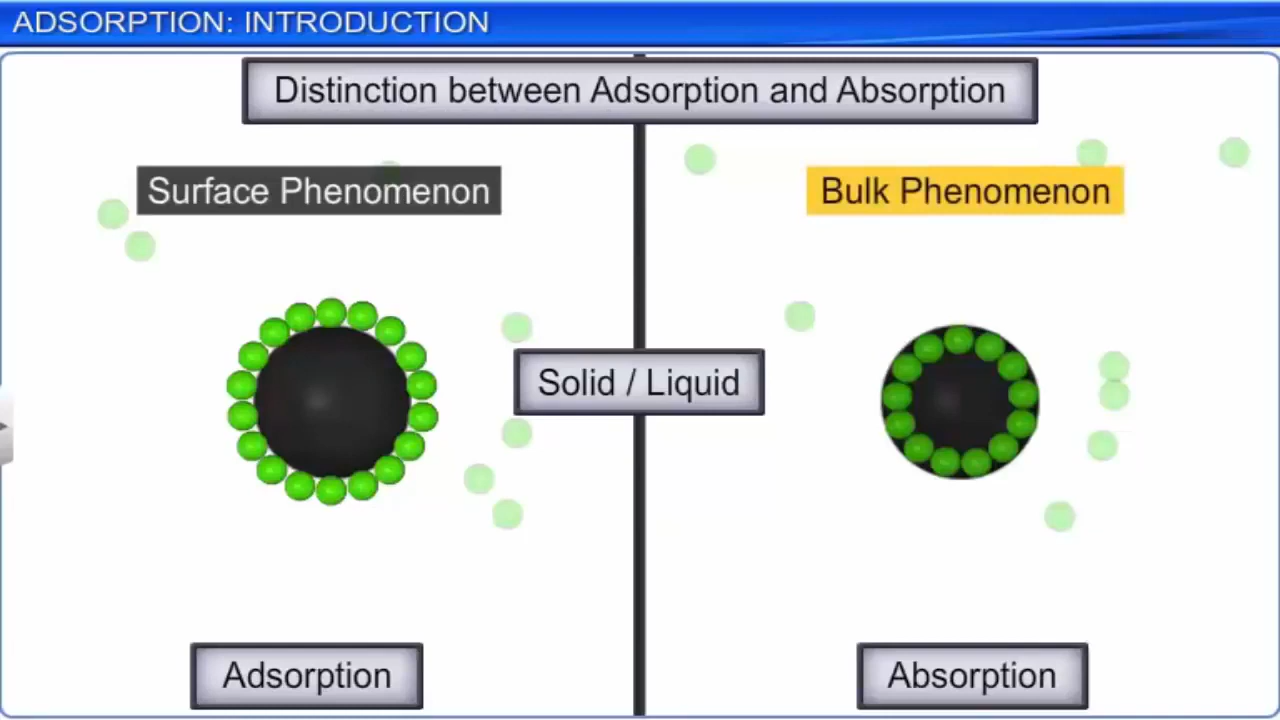 ADSORPTION: INTRODUCTION
Distinction between Adsorption and Absorption
Surface Phenomenon
Bulk Phenomenon
Solid / Liquid
Adsorption
Absorption